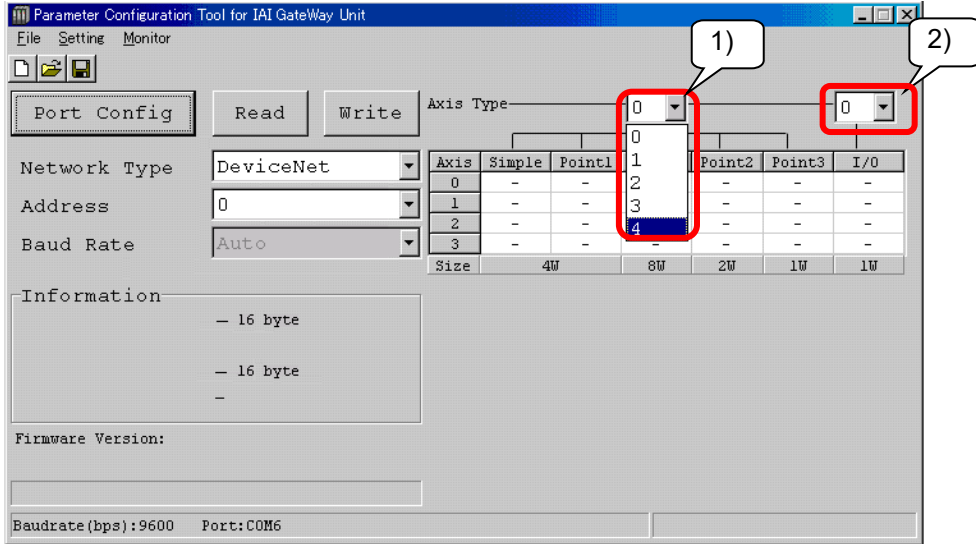 Parameter Configuration Tool for IAI GateWay Unit
File Setting Monitor
1)
2)
Port Config Read Write
Axis Type 0 0
0
1
2
3
4
Network Type DeviceNet
Address 0
Baud Rate Auto
Axis Simple Point1 Point2 Point3 I/O
0 - - - - -
1 - - - - -
2 - - - - -
3 - - - - - -
Size 4W 8W 2W 1W 1W
Information
— 16 byte
— 16 byte
—
Firmware Version:
Baudrate(bps):9600 Port:COM6